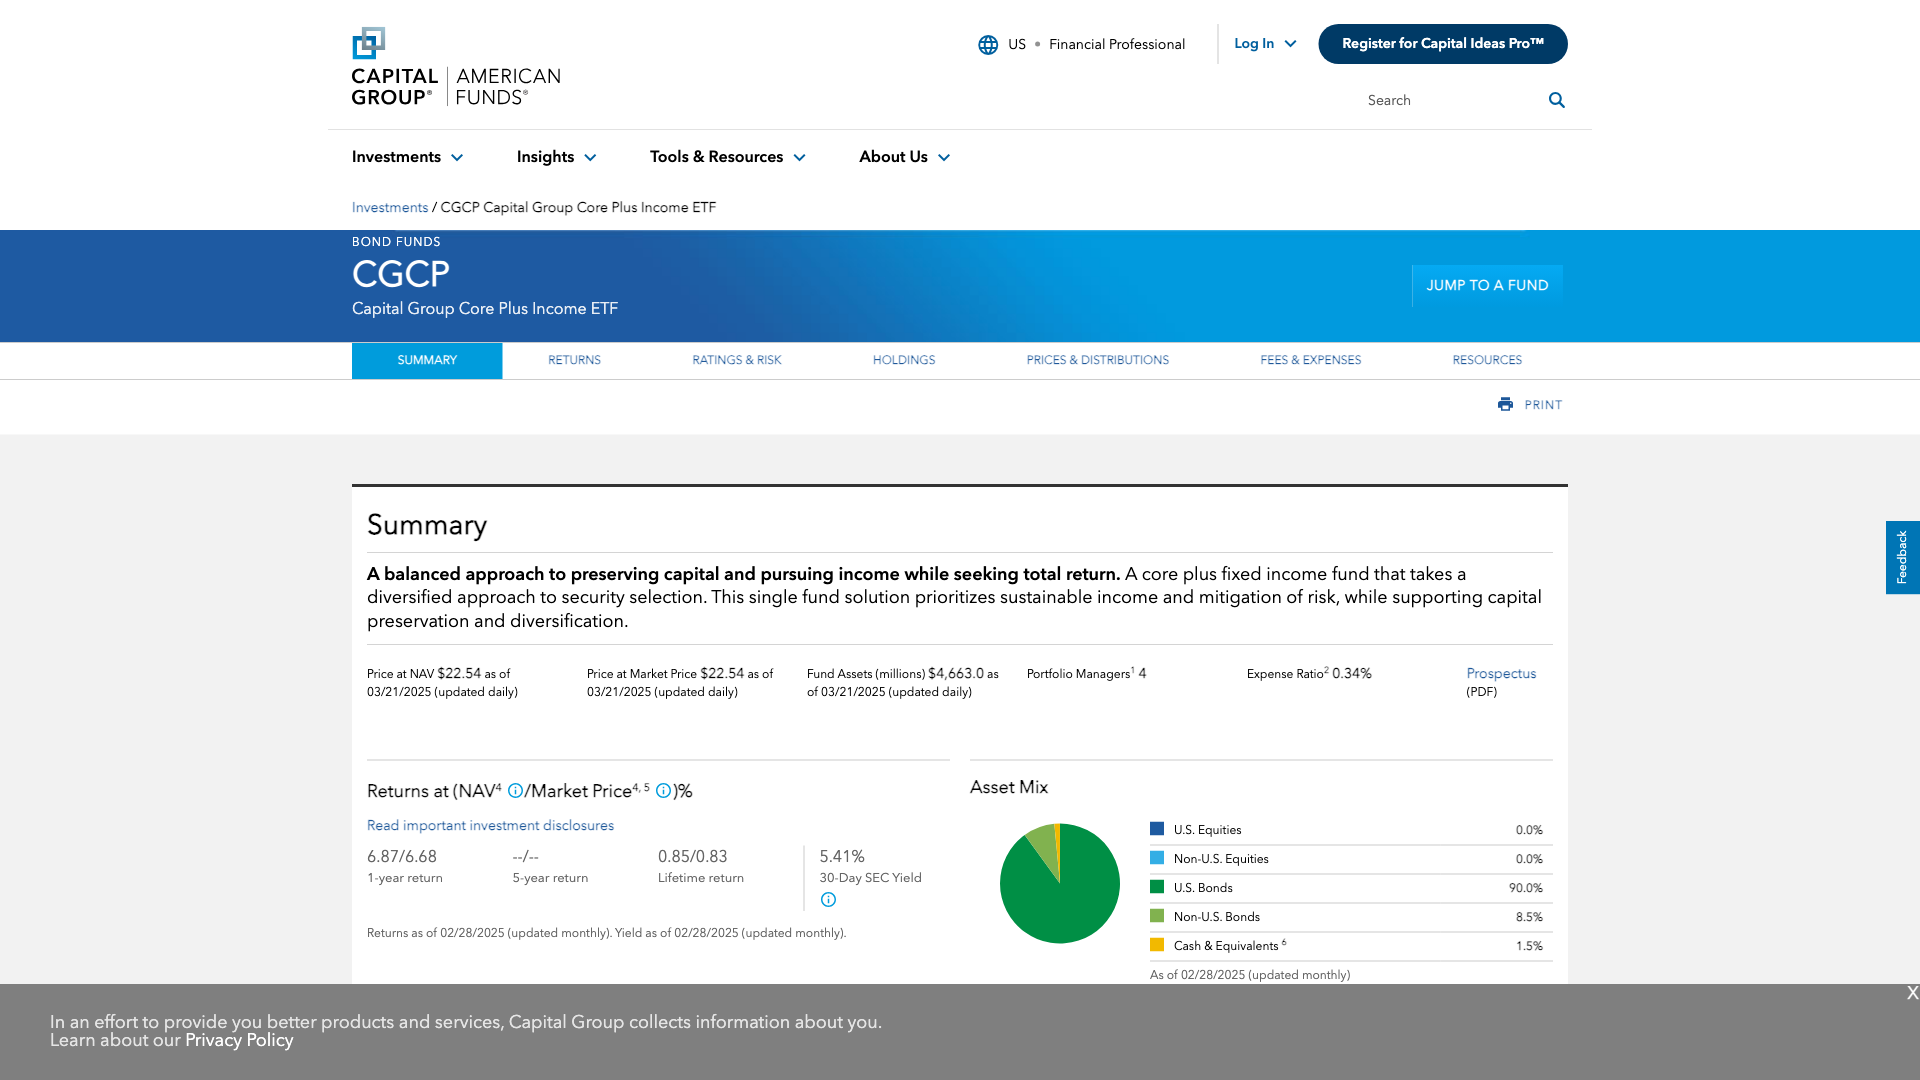 US • Financial Professional
Log In
Register for Capital Ideas Pro™
CAPITAL GROUP® | AMERICAN FUNDS®
Search
Investments
Insights
Tools & Resources
About Us
Investments / CGCP Capital Group Core Plus Income ETF
BOND FUNDS
CGCP
Capital Group Core Plus Income ETF
JUMP TO A FUND
SUMMARY
RETURNS
RATINGS & RISK
HOLDINGS
PRICES & DISTRIBUTIONS
FEES & EXPENSES
RESOURCES
PRINT
Feedback
Summary
A balanced approach to preserving capital and pursuing income while seeking total return. A core plus fixed income fund that takes a
diversified approach to security selection. This single fund solution prioritizes sustainable income and mitigation of risk, while supporting capital
preservation and diversification.
Price at NAV $22.54 as of
03/21/2025 (updated daily)
Price at Market Price $22.54 as of
03/21/2025 (updated daily)
Fund Assets (millions) $4,663.0 as
of 03/21/2025 (updated daily)
Portfolio Managers1 4
Expense Ratio2 0.34%
Prospectus
(PDF)
Returns at (NAV4 /Market Price4, 5 )%
Read important investment disclosures
6.87/6.68
1-year return
--/--
5-year return
0.85/0.83
Lifetime return
5.41%
30-Day SEC Yield
Returns as of 02/28/2025 (updated monthly). Yield as of 02/28/2025 (updated monthly).
Asset Mix
U.S. Equities 0.0%
Non-U.S. Equities 0.0%
U.S. Bonds 90.0%
Non-U.S. Bonds 8.5%
Cash & Equivalents 6 1.5%
As of 02/28/2025 (updated monthly)
X
In an effort to provide you better products and services, Capital Group collects information about you.
Learn about our Privacy Policy